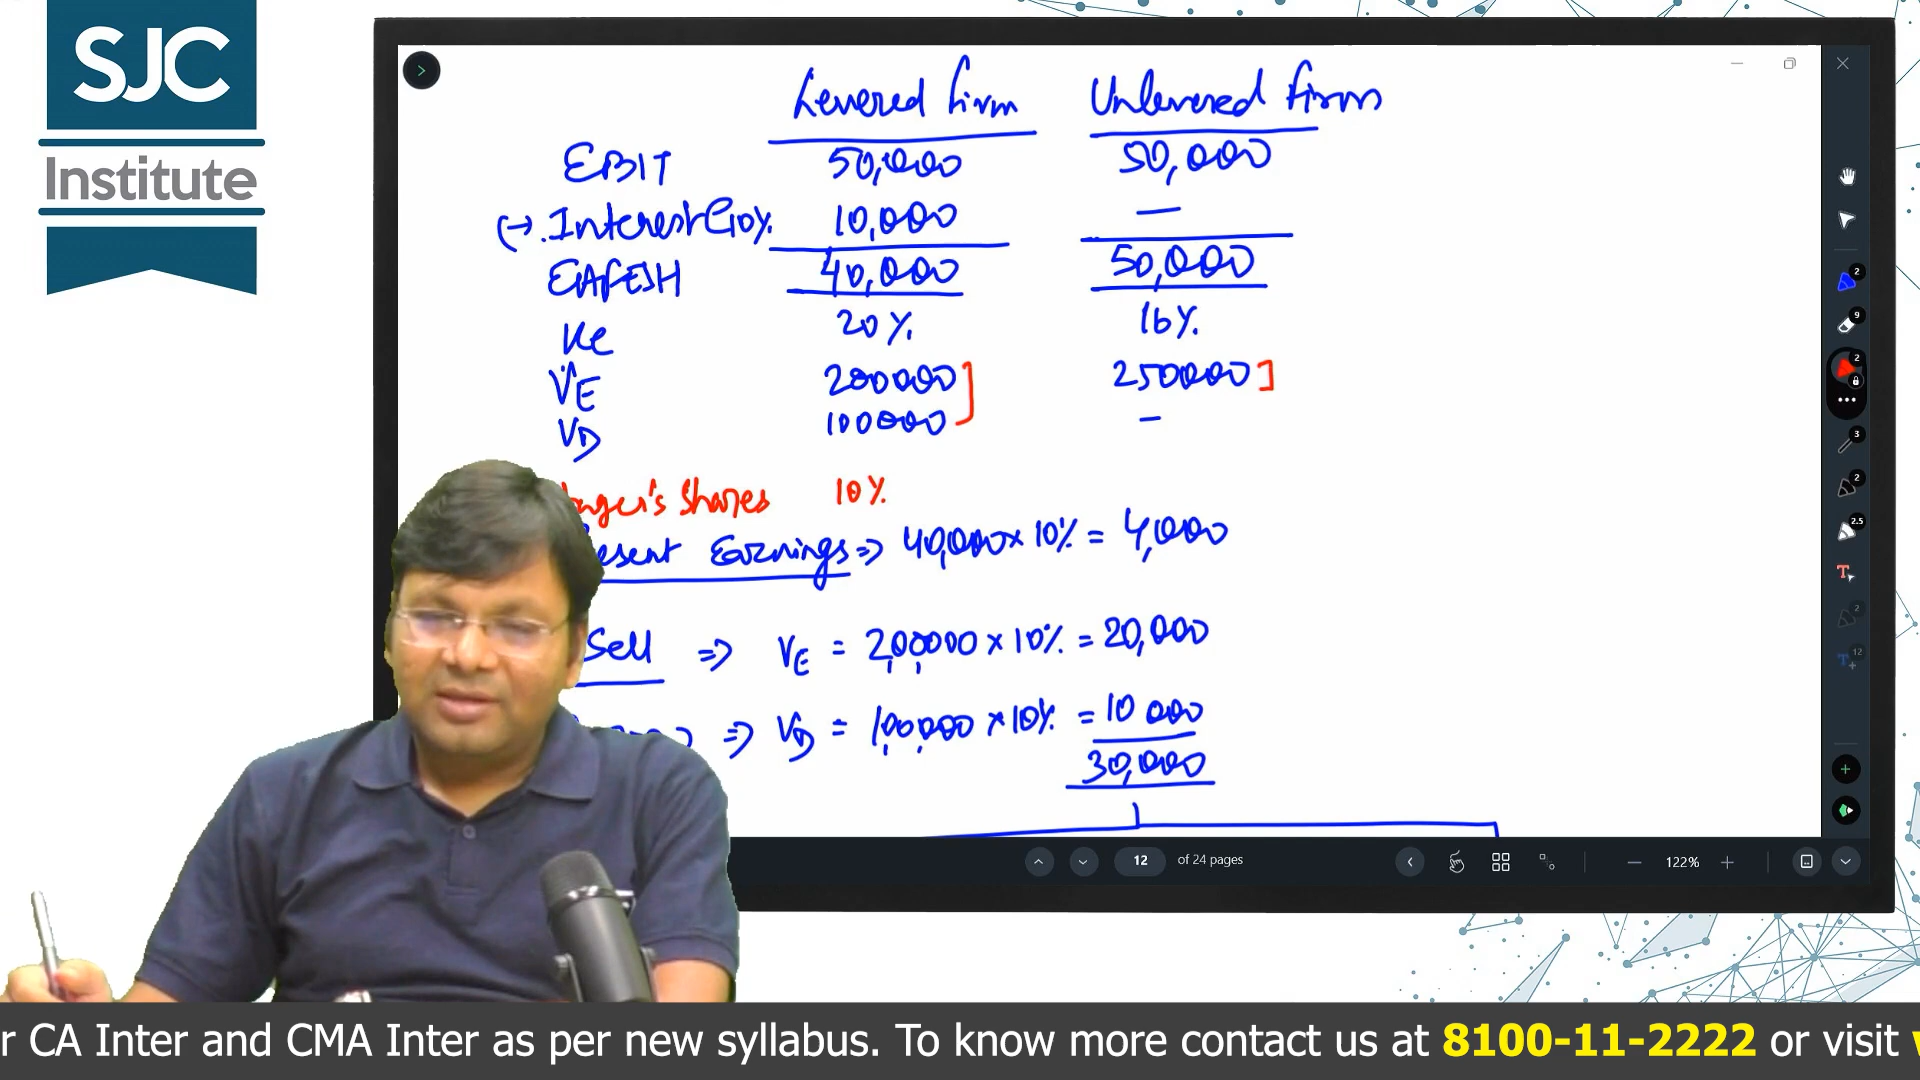 SJC
Institute
Levered firm Unlevered firm
EBIT 50,000 50,000
(-) Interest@10% 10,000 —
EAFESH 40,000 50,000
Ke 20% 16%
VE 200000 250000
VD 100000 —
nger's shares 10%
esent Earnings => 40,000 x 10% = 4,000
Sell => VE = 2,00,000 x 10% = 20,000
=> VD = 1,00,000 x 10% = 10 000
30,000
12 of 24 pages
122%
r CA Inter and CMA Inter as per new syllabus. To know more contact us at 8100-11-2222 or visit